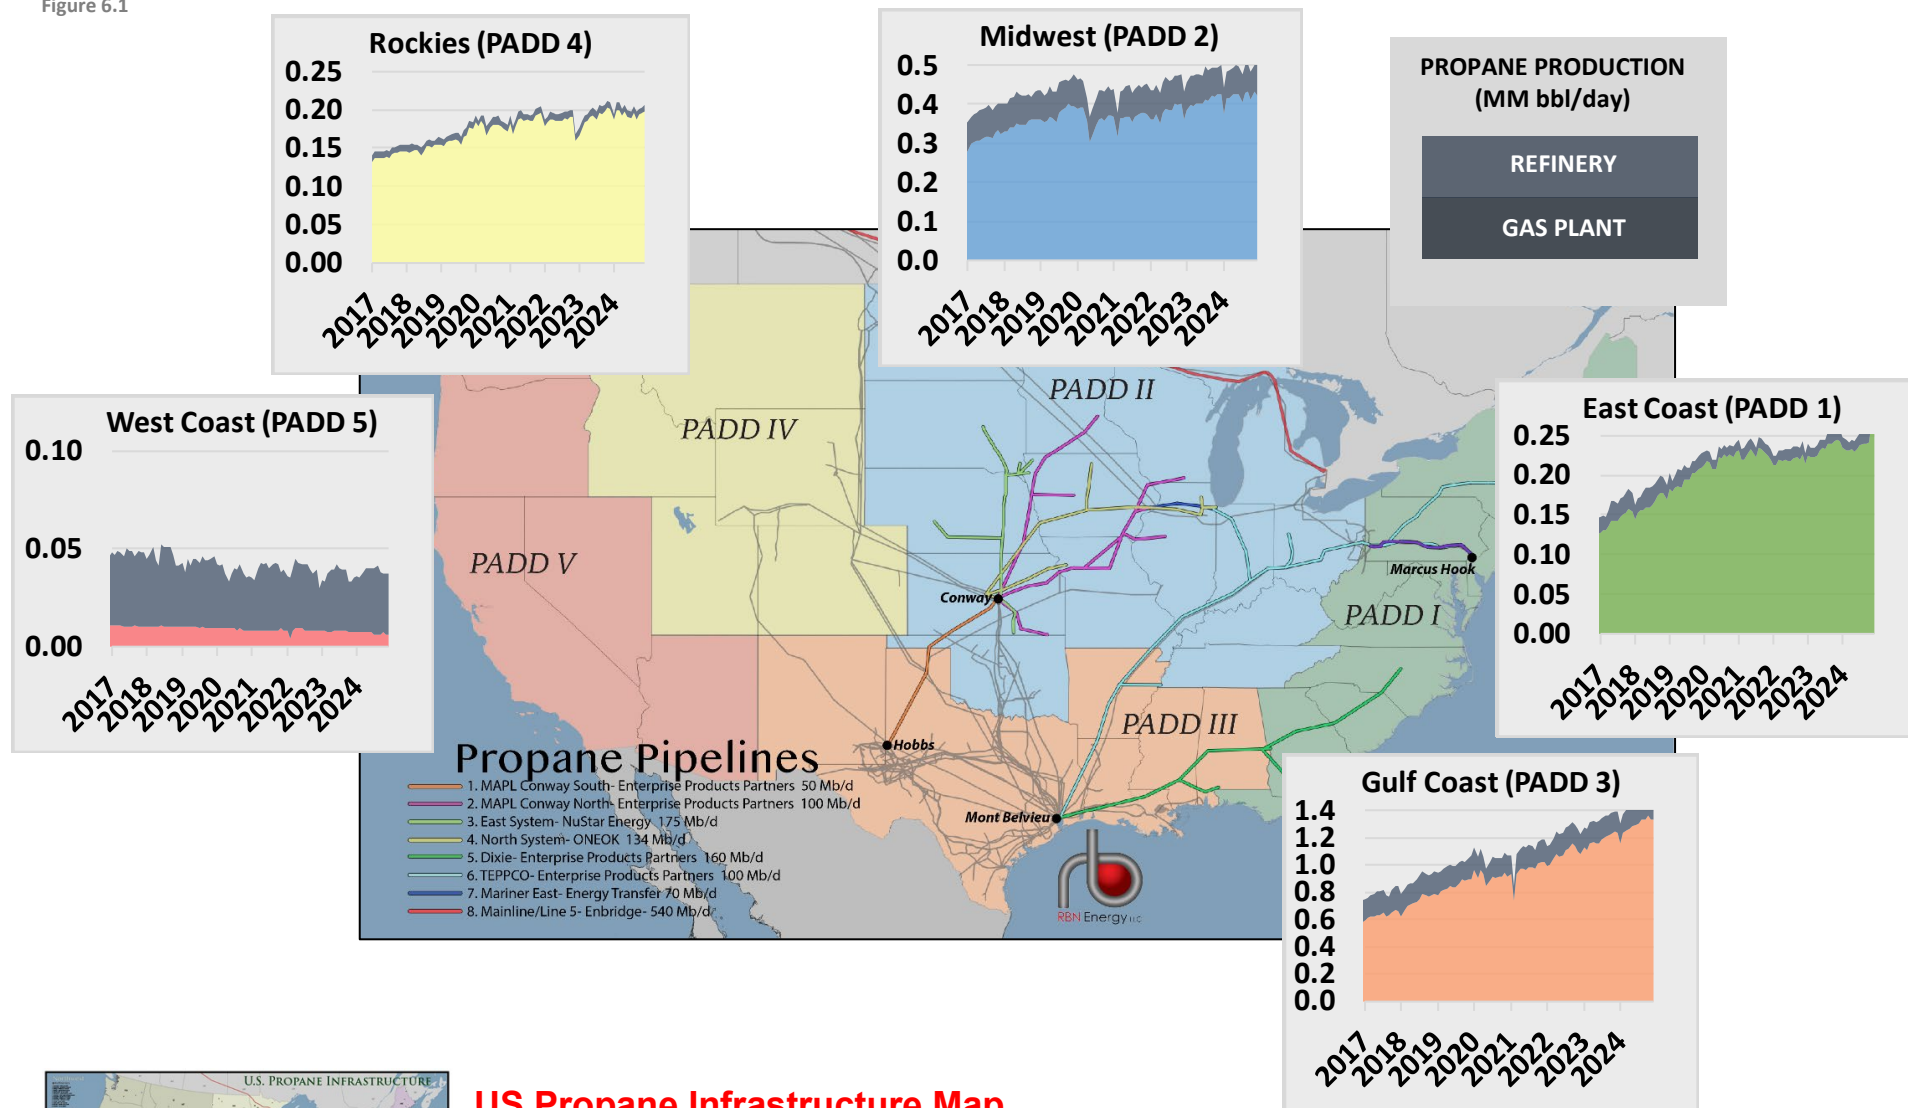 Figure 6.1
Rockies (PADD 4)
0.25
0.20
0.15
0.10
0.05
0.00
2017
2018
2019
2020
2021
2022
2023
2024
Midwest (PADD 2)
0.5
0.4
0.3
0.2
0.1
0.0
2017
2018
2019
2020
2021
2022
2023
2024
PROPANE PRODUCTION
(MM bbl/day)
REFINERY
GAS PLANT
West Coast (PADD 5)
0.10
0.05
0.00
2017
2018
2019
2020
2021
2022
2023
2024
East Coast (PADD 1)
0.25
0.20
0.15
0.10
0.05
0.00
2017
2018
2019
2020
2021
2022
2023
2024
PADD II
PADD IV
PADD V
PADD I
PADD III
Conway
Marcus Hook
Hobbs
Mont Belvieu
Propane Pipelines
1. MAPL Conway South- Enterprise Products Partners 50 Mb/d
2. MAPL Conway North- Enterprise Products Partners 100 Mb/d
3. East System- NuStar Energy 175 Mb/d
4. North System- ONEOK 134 Mb/d
5. Dixie- Enterprise Products Partners 160 Mb/d
6. TEPPCO- Enterprise Products Partners 100 Mb/d
7. Mariner East- Energy Transfer 70 Mb/d
8. Mainline/Line 5- Enbridge- 540 Mb/d
RBN Energy LLC
Gulf Coast (PADD 3)
1.4
1.2
1.0
0.8
0.6
0.4
0.2
0.0
2017
2018
2019
2020
2021
2022
2023
2024
U.S. PROPANE INFRASTRUCTURE
US Propane Infrastructure Map